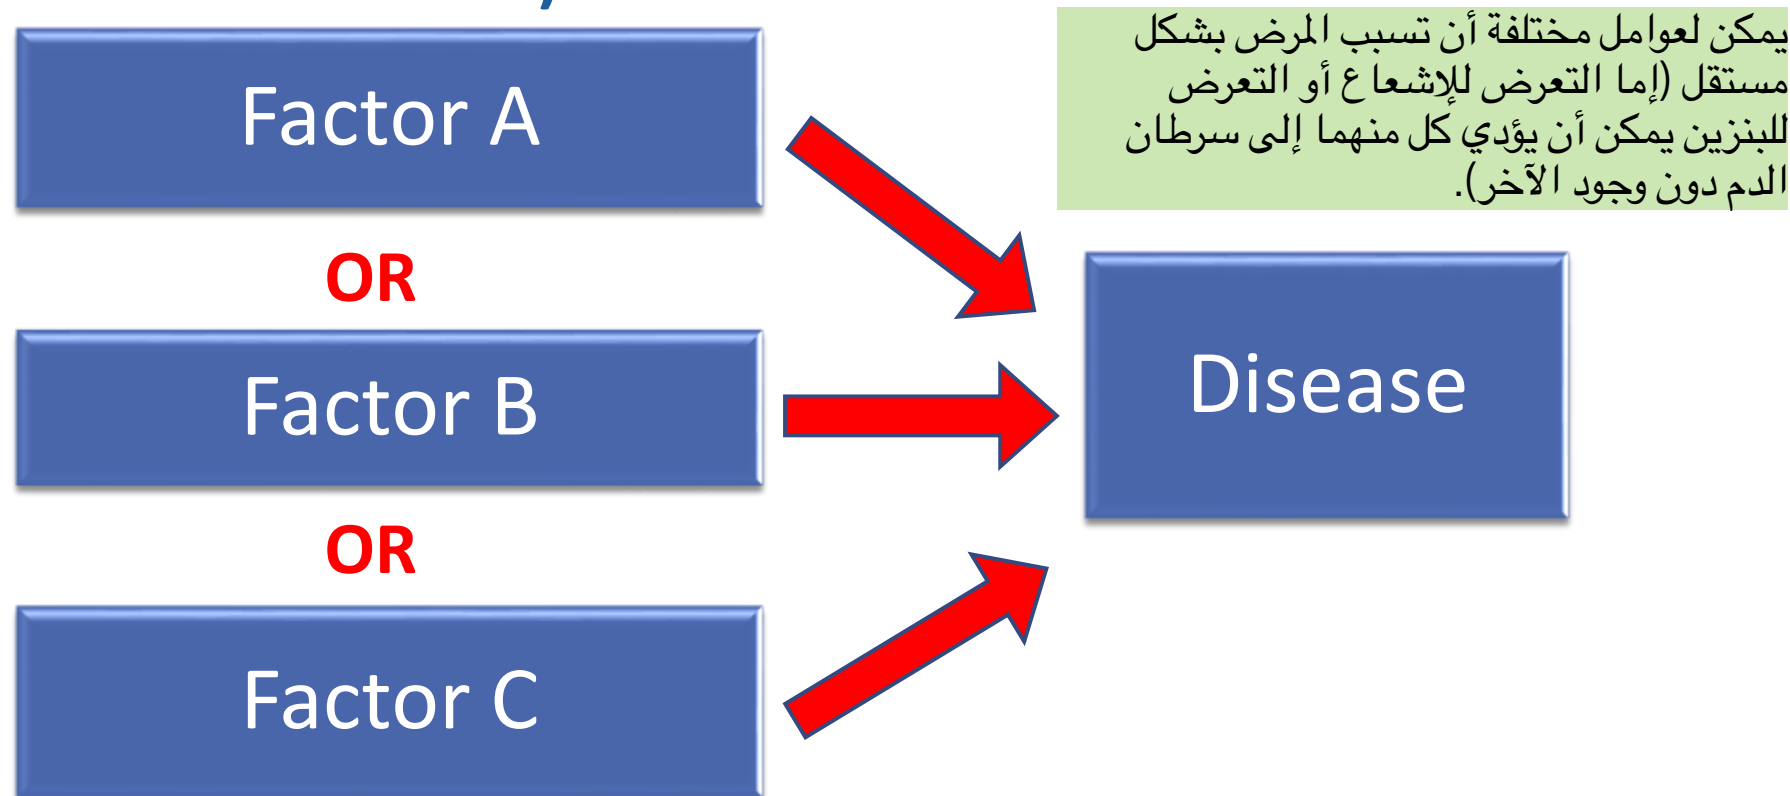 يمكن لعوامل مختلفة أن تسبب المرض بشكل
مستقل (إما التعرض للإشعاع أو التعرض
للبنزين يمكن أن يؤدي كل منهما إلى سرطان
الدم دون وجود الآخر).
Factor A
OR
Factor B
Disease
OR
Factor C